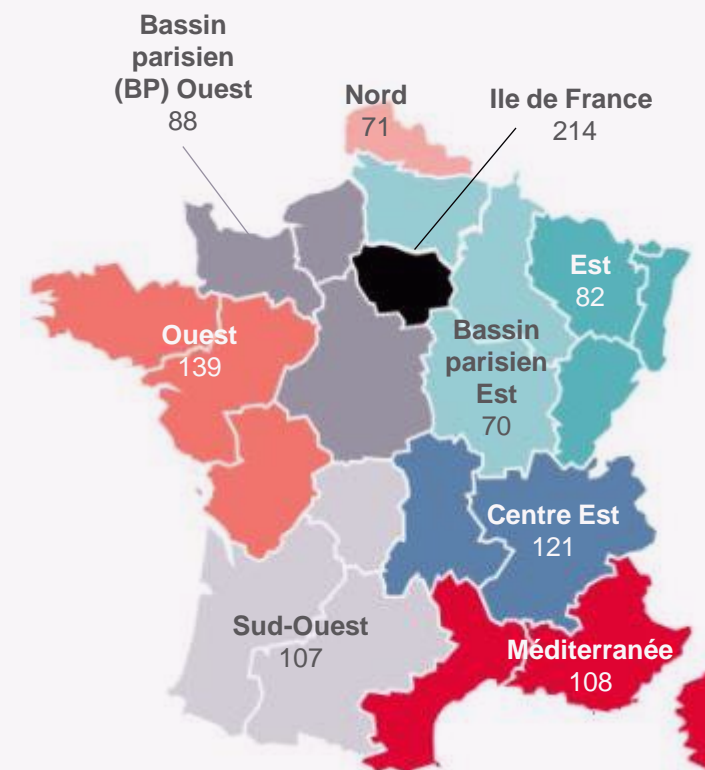 Bassin
parisien
(BP) Ouest
88
Nord
71
Ile de France
214
Est
82
Ouest
139
Bassin
parisien
Est
70
Centre Est
121
Sud-Ouest
107
Méditerranée
108